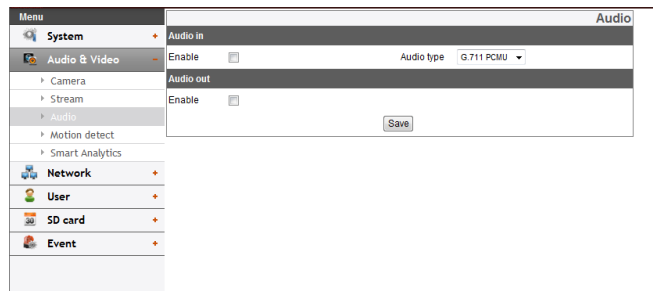 Menu
System +
Audio & Video -
Camera
Stream
Audio
Motion detect
Smart Analytics
Network +
User +
30 SD card +
Event +
Audio
Audio in
Enable Audio type G.711 PCMU
Audio out
Enable
Save